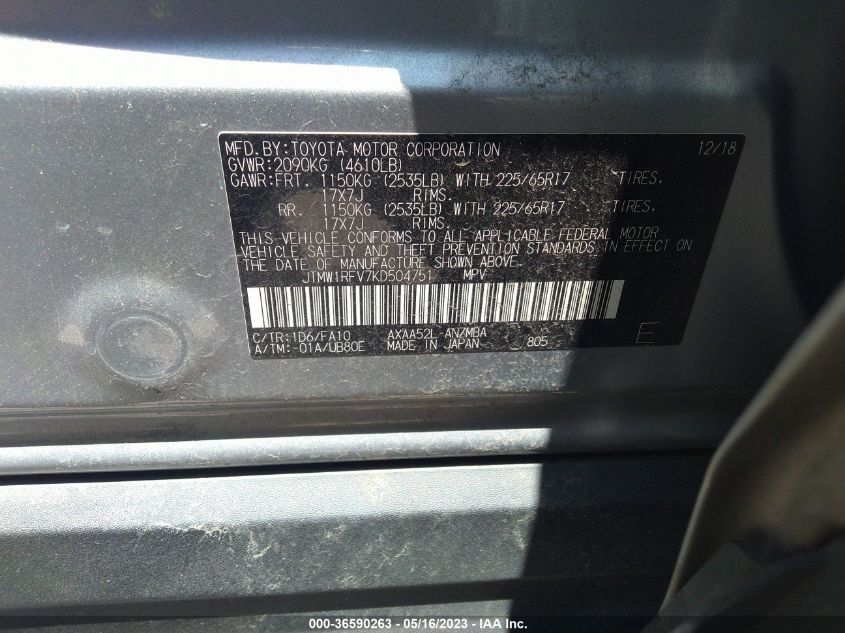 MFD.BY:TOYOTA MOTOR CORPORATION 12/18
GVWR:2090KG (4610LB)
GAWR:FRT. 1150KG (2535LB) WITH 225/65R17 TIRES.
17X7J RIMS.
RR. 1150KG (2535LB) WITH 225/65R17 TIRES.
17X7J RIMS.
THIS VEHICLE CONFORMS TO ALL APPLICABLE FEDERAL MOTOR
VEHICLE SAFETY AND THEFT PREVENTION STANDARDS IN EFFECT ON
THE DATE OF MANUFACTURE SHOWN ABOVE.
JTMW1RFV7KD504751 MPV
C/TR:1D6/FA10 AXAA52L-ANZMBA
A/TM:-01A/UB80E MADE IN JAPAN 805 E
000-36590263 - 05/16/2023 - IAA Inc.